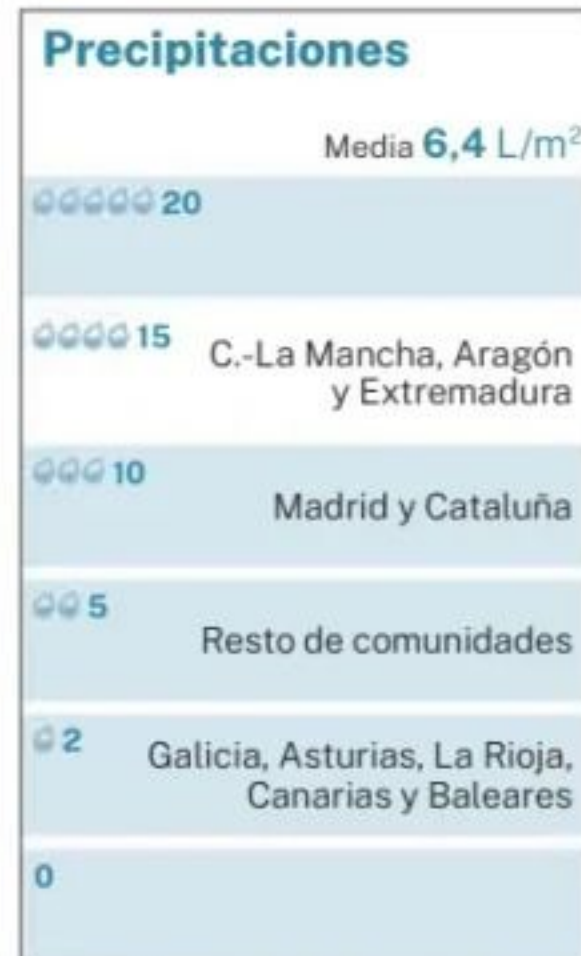 Precipitaciones
Media 6,4 L/m²
20
15
C.-La Mancha, Aragón
y Extremadura
10
Madrid y Cataluña
5
Resto de comunidades
2
Galicia, Asturias, La Rioja,
Canarias y Baleares
0